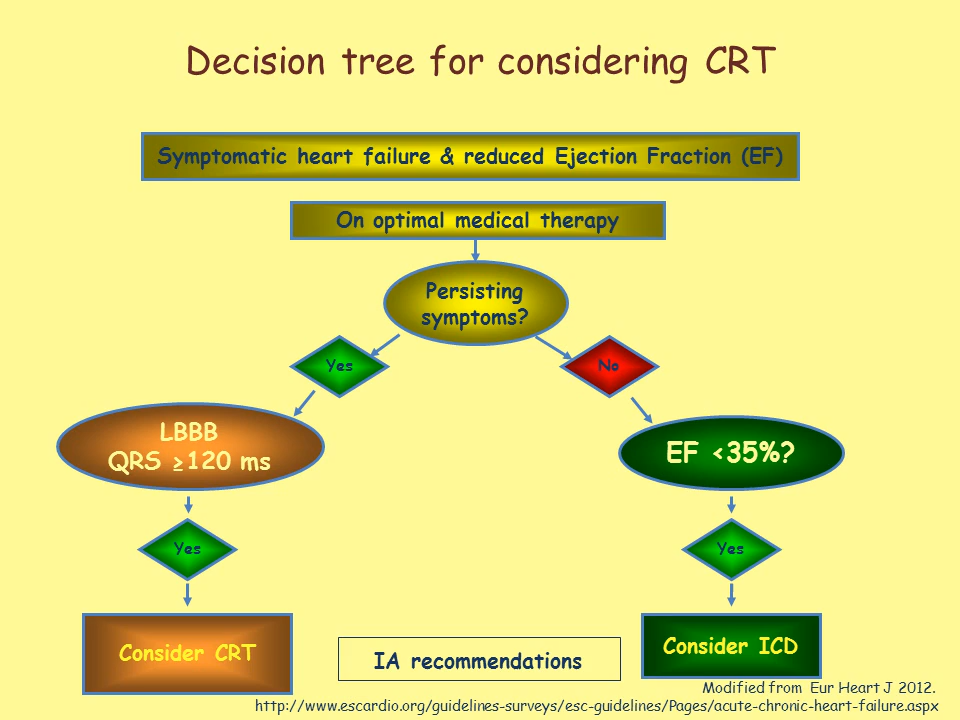 Decision tree for considering CRT
Symptomatic heart failure & reduced Ejection Fraction (EF)
On optimal medical therapy
Persisting
symptoms?
Yes
No
LBBB
QRS ≥120 ms
EF <35%?
Yes
Yes
Consider CRT
IA recommendations
Consider ICD
Modified from Eur Heart J 2012.
http://www.escardio.org/guidelines-surveys/esc-guidelines/Pages/acute-chronic-heart-failure.aspx